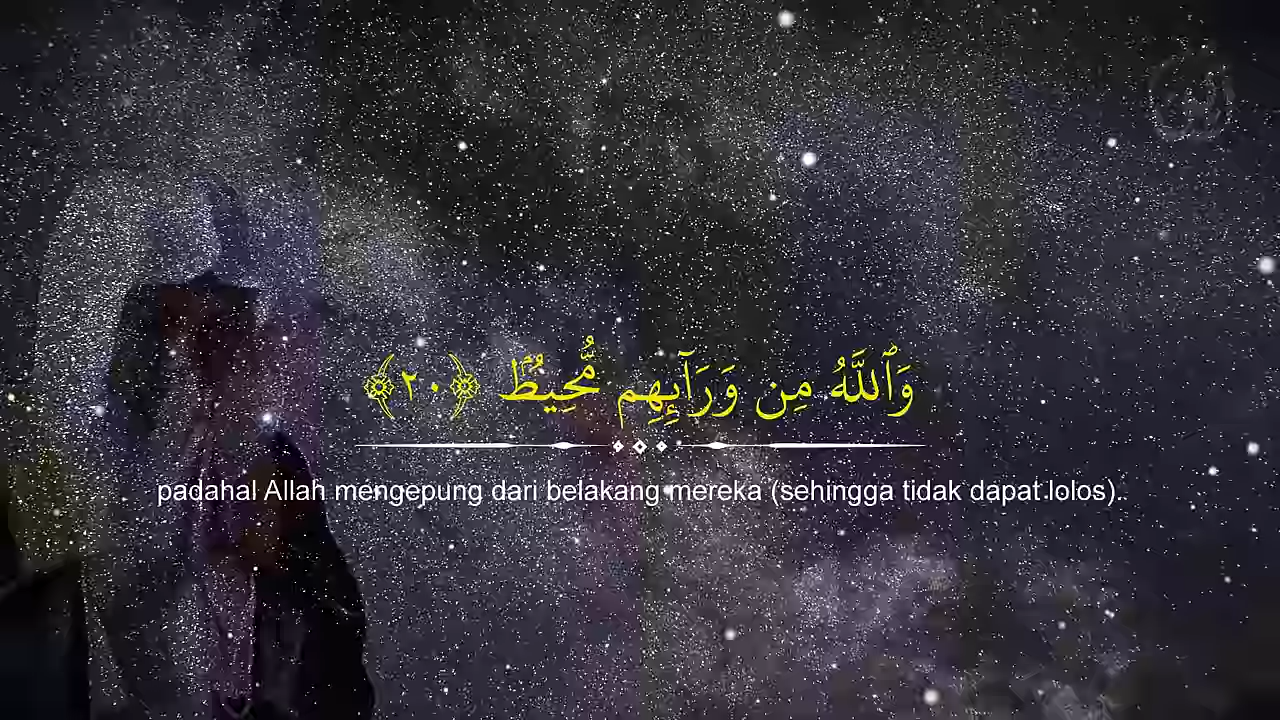 وَٱللَّهُ مِن وَرَآئِهِم مُّحِيطٌۢ ﴿٢٠﴾
padahal Allah mengepung dari belakang mereka (sehingga tidak dapat lolos).